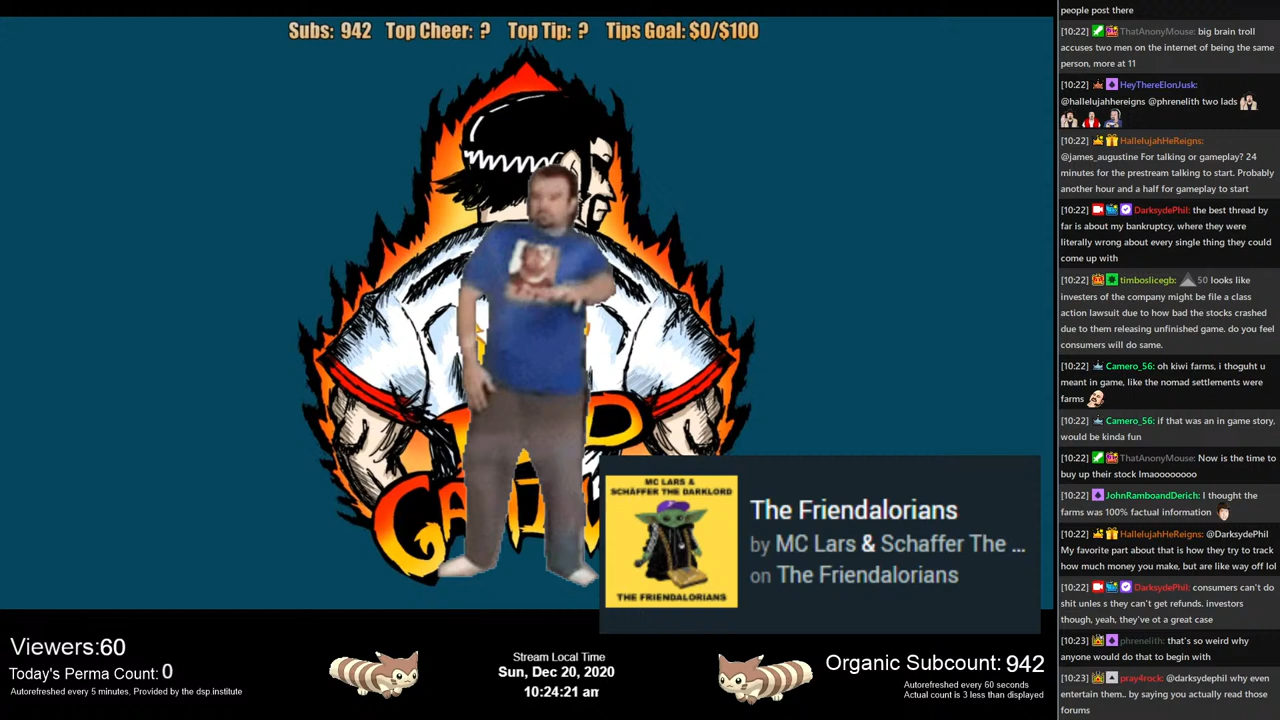 Subs: 942 Top Cheer: ? Top Tip: ? Tips Goal: $0/$100
MC LARS &
SCHÄFFER THE DARKLORD
THE FRIENDALORIANS
The Friendalorians
by MC Lars & Schaffer The ...
on The Friendalorians
Viewers:60
Today's Perma Count: 0
Autorefreshed every 5 minutes, Provided by the dsp institute
Stream Local Time
Sun, Dec 20, 2020
10:24:21 am
Organic Subcount: 942
Autorefreshed every 60 seconds
Actual count is 3 less than displayed
people post there
[10:22] ThatAnonyMouse: big brain troll
accuses two men on the internet of being the same
person, more at 11
[10:22] HeyThereElonJusk:
@hallelujahhereigns @phrenelith two lads
[10:22] HallelujahHeReigns:
@james_augustine For talking or gameplay? 24
minutes for the prestream talking to start. Probably
another hour and a half for gameplay to start
[10:22] DarksydePhil: the best thread by
far is about my bankruptcy, where they were
literally wrong about every single thing they could
come up with
[10:22] timboslicegb: 50 looks like
investers of the company might be file a class
action lawsuit due to how bad the stocks crashed
due to them releasing unfinished game. do you feel
consumers will do same.
[10:22] Camero_56: oh kiwi farms, i thoguht u
meant in game, like the nomad settlements were
farms
[10:22] Camero_56: if that was an in game story,
would be kinda fun
[10:22] ThatAnonyMouse: Now is the time to
buy up their stock lmaoooooooo
[10:22] JohnRamboandDerich: I thought the
farms was 100% factual information
[10:22] HallelujahHeReigns: @DarksydePhil
My favorite part about that is how they try to track
how much money you make, but are like way off lol
[10:22] DarksydePhil: consumers can't do
shit unles s they can't get refunds. investors
though, yeah, they've ot a great case
[10:23] phrenelith: that's so weird why
anyone would do that to begin with
[10:23] pray4rock: @darksydephil why even
entertain them.. by saying you actually read those
forums